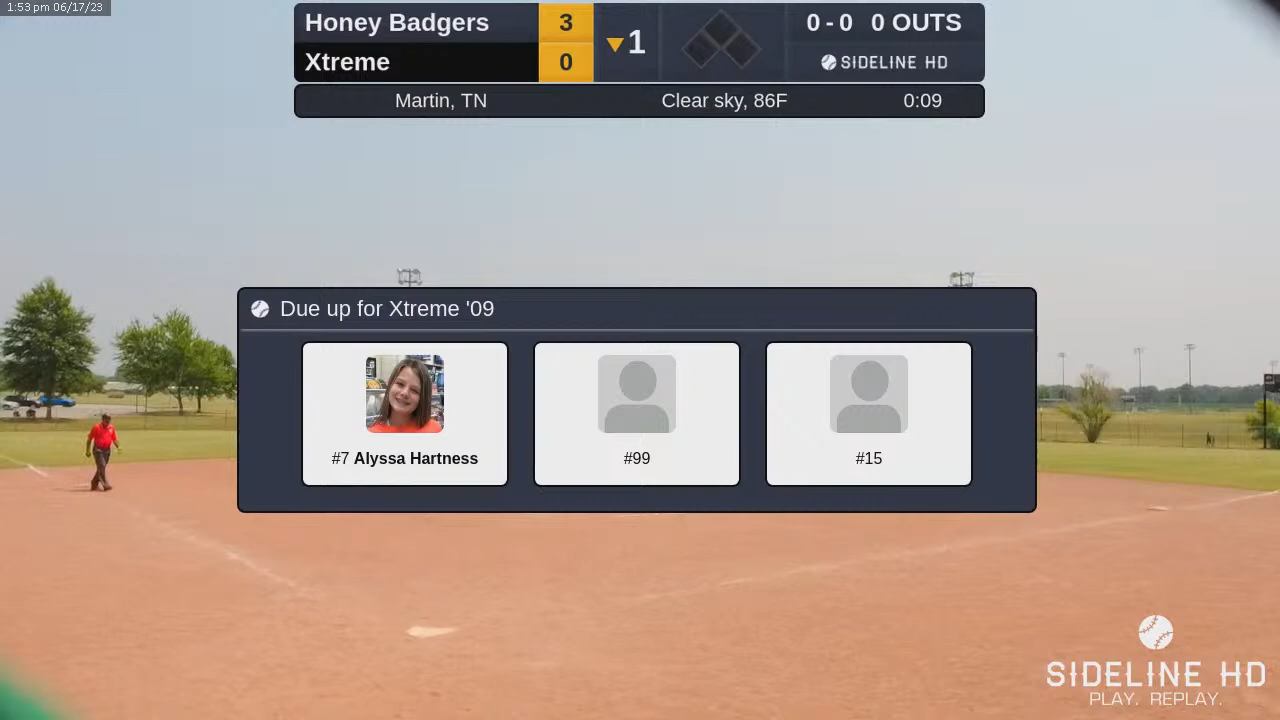 1:53 pm 06/17/23
Honey Badgers 3
Xtreme 0
1
0 - 0 0 OUTS
SIDELINE HD
Martin, TN Clear sky, 86F 0:09
Due up for Xtreme '09
#7 Alyssa Hartness #99 #15
SIDELINE HD
PLAY. REPLAY.